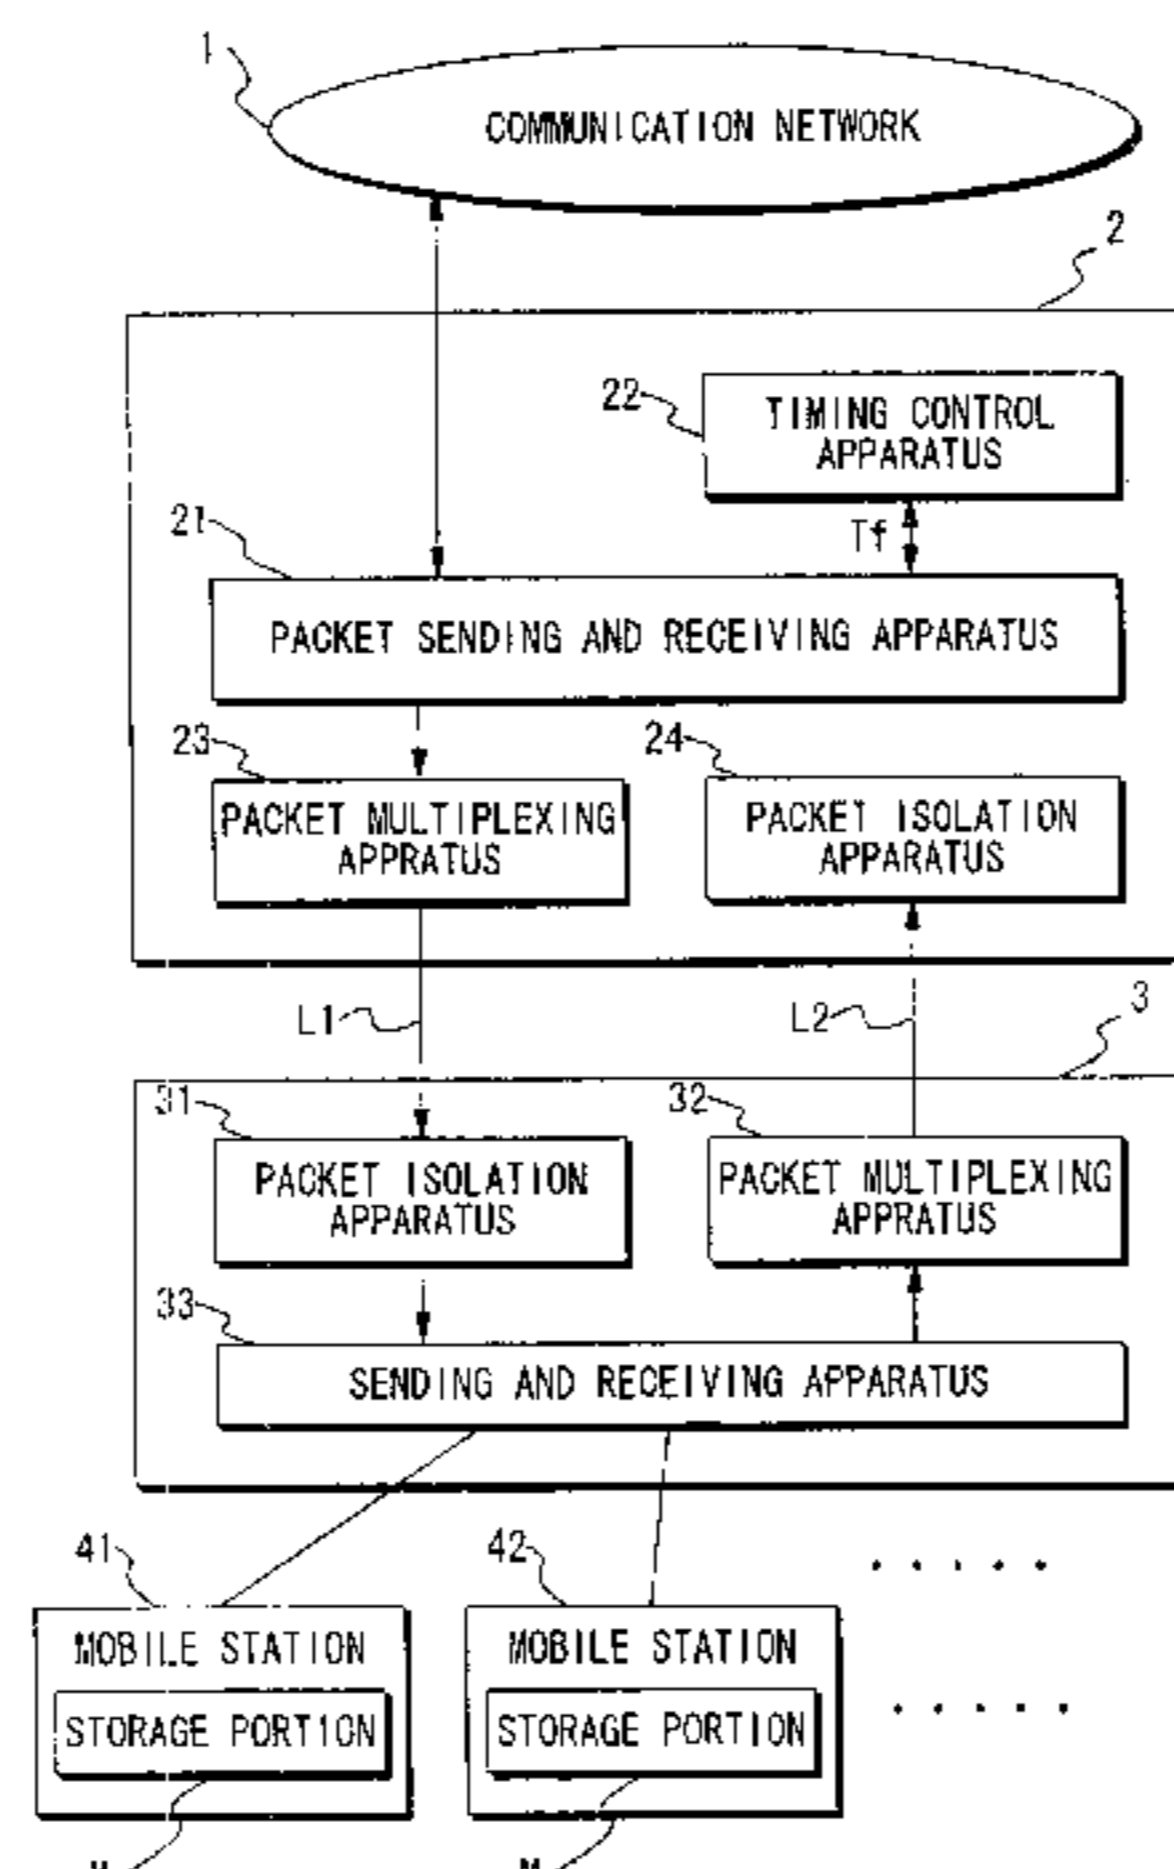 1
COMMUNICATION NETWORK
2
22
TIMING CONTROL
APPARATUS
Tf
21
PACKET SENDING AND RECEIVING APPARATUS
23
PACKET MULTIPLEXING
APPRATUS
24
PACKET ISOLATION
APPARATUS
L1
L2
3
31
PACKET ISOLATION
APPARATUS
32
PACKET MULTIPLEXING
APPRATUS
33
SENDING AND RECEIVING APPARATUS
41
MOBILE STATION
STORAGE PORTION
42
MOBILE STATION
STORAGE PORTION